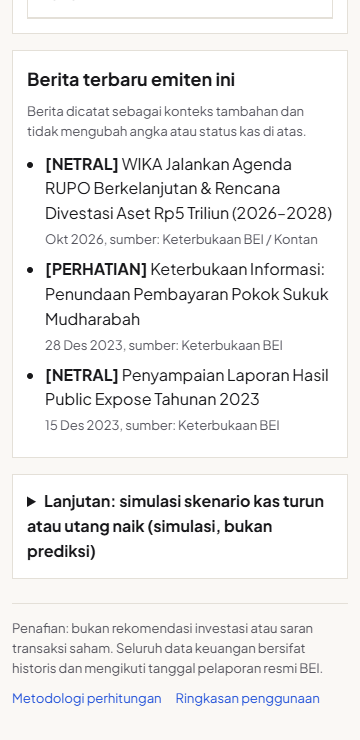 Berita terbaru emiten ini
Berita dicatat sebagai konteks tambahan dan
tidak mengubah angka atau status kas di atas.
• [NETRAL] WIKA Jalankan Agenda
RUPO Berkelanjutan & Rencana
Divestasi Aset Rp5 Triliun (2026–2028)
Okt 2026, sumber: Keterbukaan BEI / Kontan
• [PERHATIAN] Keterbukaan Informasi:
Penundaan Pembayaran Pokok Sukuk
Mudharabah
28 Des 2023, sumber: Keterbukaan BEI
• [NETRAL] Penyampaian Laporan Hasil
Public Expose Tahunan 2023
15 Des 2023, sumber: Keterbukaan BEI
▶ Lanjutan: simulasi skenario kas turun
atau utang naik (simulasi, bukan
prediksi)
Penafian: bukan rekomendasi investasi atau saran
transaksi saham. Seluruh data keuangan bersifat
historis dan mengikuti tanggal pelaporan resmi BEI.
Metodologi perhitungan Ringkasan penggunaan